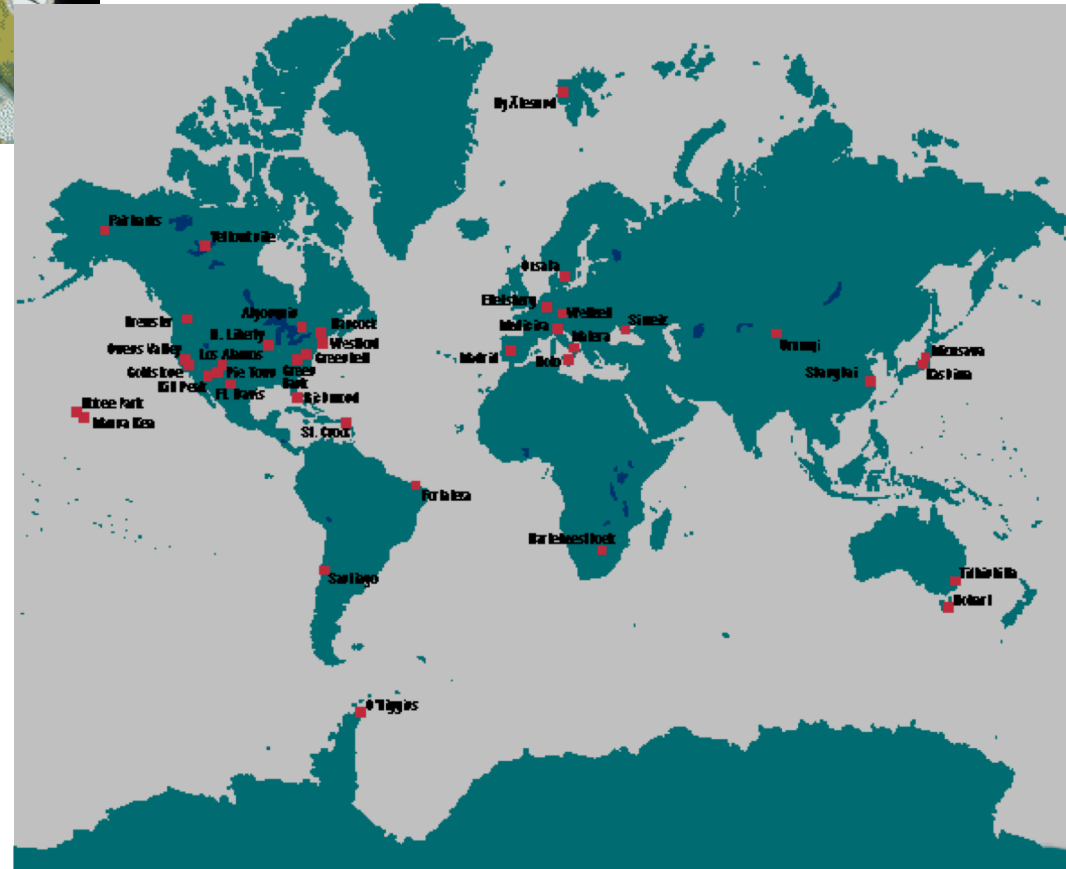 Ny Ålesund
Fairbanks
Yellowknife
Onsala
Effelsberg
Wettzell
Simeiz
Medicina
Matera
Madrid
Noto
Brewster
Algonquin
Hancock
N. Liberty
Westford
Owens Valley
Los Alamos
Greenbelt
Goldstone
Pie Town
Green
Bank
Kitt Peak
Ft. Davis
Richmond
Kokee Park
Mauna Kea
St. Croix
Urumqi
Mizusawa
Shanghai
Kashima
Fortaleza
Hartebeesthoek
Santiago
Tidbinbilla
Hobart
O'Higgins